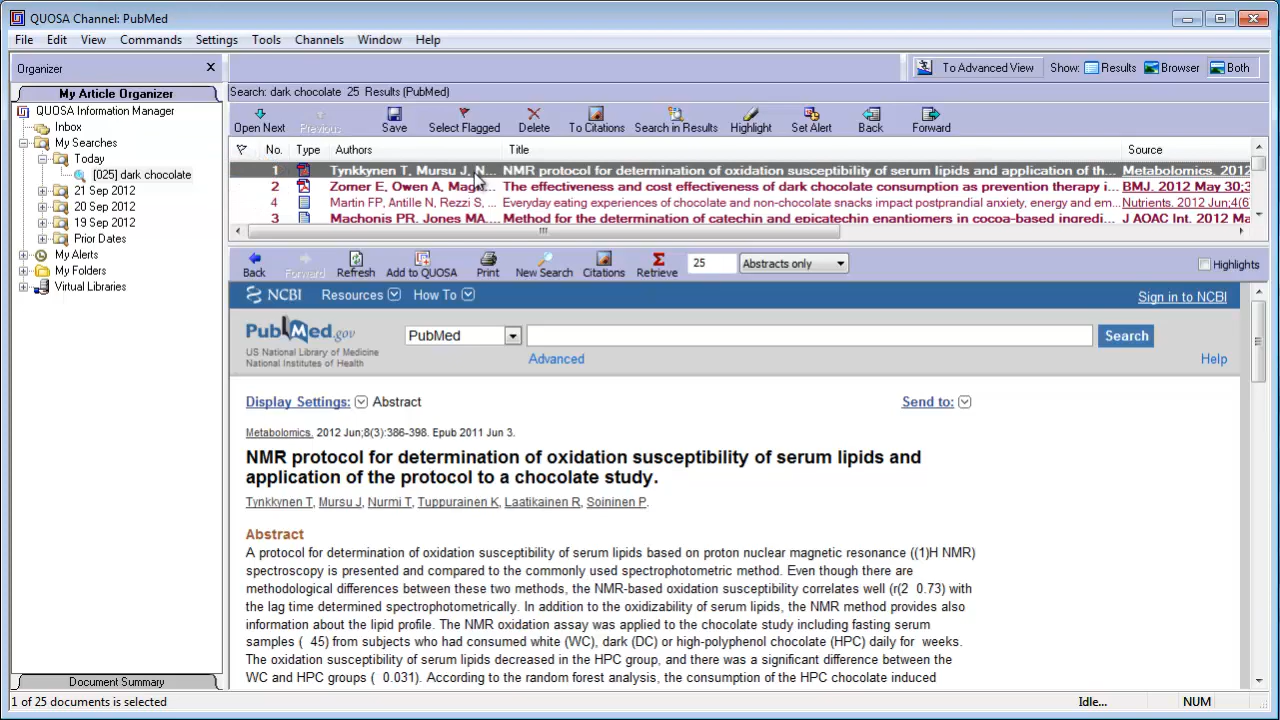 QUOSA Channel: PubMed
File Edit View Commands Settings Tools Channels Window Help
Organizer X
To Advanced View Show: Results Browser Both
My Article Organizer
Search: dark chocolate 25 Results (PubMed)
QUOSA Information Manager
Inbox
My Searches
Today
[025] dark chocolate
21 Sep 2012
20 Sep 2012
19 Sep 2012
Prior Dates
My Alerts
My Folders
Virtual Libraries
Open Next Previous Save Select Flagged Delete To Citations Search in Results Highlight Set Alert Back Forward
No. Type Authors Title Source
1 Tynkkynen T, Mursu J, N... NMR protocol for determination of oxidation susceptibility of serum lipids and application of th... Metabolomics. 2012
2 Zomer E, Owen A, Mag... The effectiveness and cost effectiveness of dark chocolate consumption as prevention therapy i... BMJ. 2012 May 30;3
4 Martin FP, Antille N, Rezzi S, ... Everyday eating experiences of chocolate and non-chocolate snacks impact postprandial anxiety, energy and em... Nutrients. 2012 Jun;4(6
3 Machonis PR, Jones MA... Method for the determination of catechin and epicatechin enantiomers in cocoa-based ingredi... J AOAC Int. 2012 Ma
Back Forward Refresh Add to QUOSA Print New Search Citations Retrieve 25 Abstracts only Highlights
NCBI Resources How To Sign in to NCBI
PubMed.gov
US National Library of Medicine
National Institutes of Health
PubMed Search
Advanced Help
Display Settings: Abstract Send to:
Metabolomics. 2012 Jun;8(3):386-398. Epub 2011 Jun 3.
NMR protocol for determination of oxidation susceptibility of serum lipids and
application of the protocol to a chocolate study.
Tynkkynen T, Mursu J, Nurmi T, Tuppurainen K, Laatikainen R, Soininen P.
Abstract
A protocol for determination of oxidation susceptibility of serum lipids based on proton nuclear magnetic resonance ((1)H NMR)
spectroscopy is presented and compared to the commonly used spectrophotometric method. Even though there are
methodological differences between these two methods, the NMR-based oxidation susceptibility correlates well (r(2 0.73) with
the lag time determined spectrophotometrically. In addition to the oxidizability of serum lipids, the NMR method provides also
information about the lipid profile. The NMR oxidation assay was applied to the chocolate study including fasting serum
samples ( 45) from subjects who had consumed white (WC), dark (DC) or high-polyphenol chocolate (HPC) daily for weeks.
The oxidation susceptibility of serum lipids decreased in the HPC group, and there was a significant difference between the
WC and HPC groups ( 0.031). According to the random forest analysis, the consumption of the HPC chocolate induced
Document Summary
1 of 25 documents is selected Idle... NUM